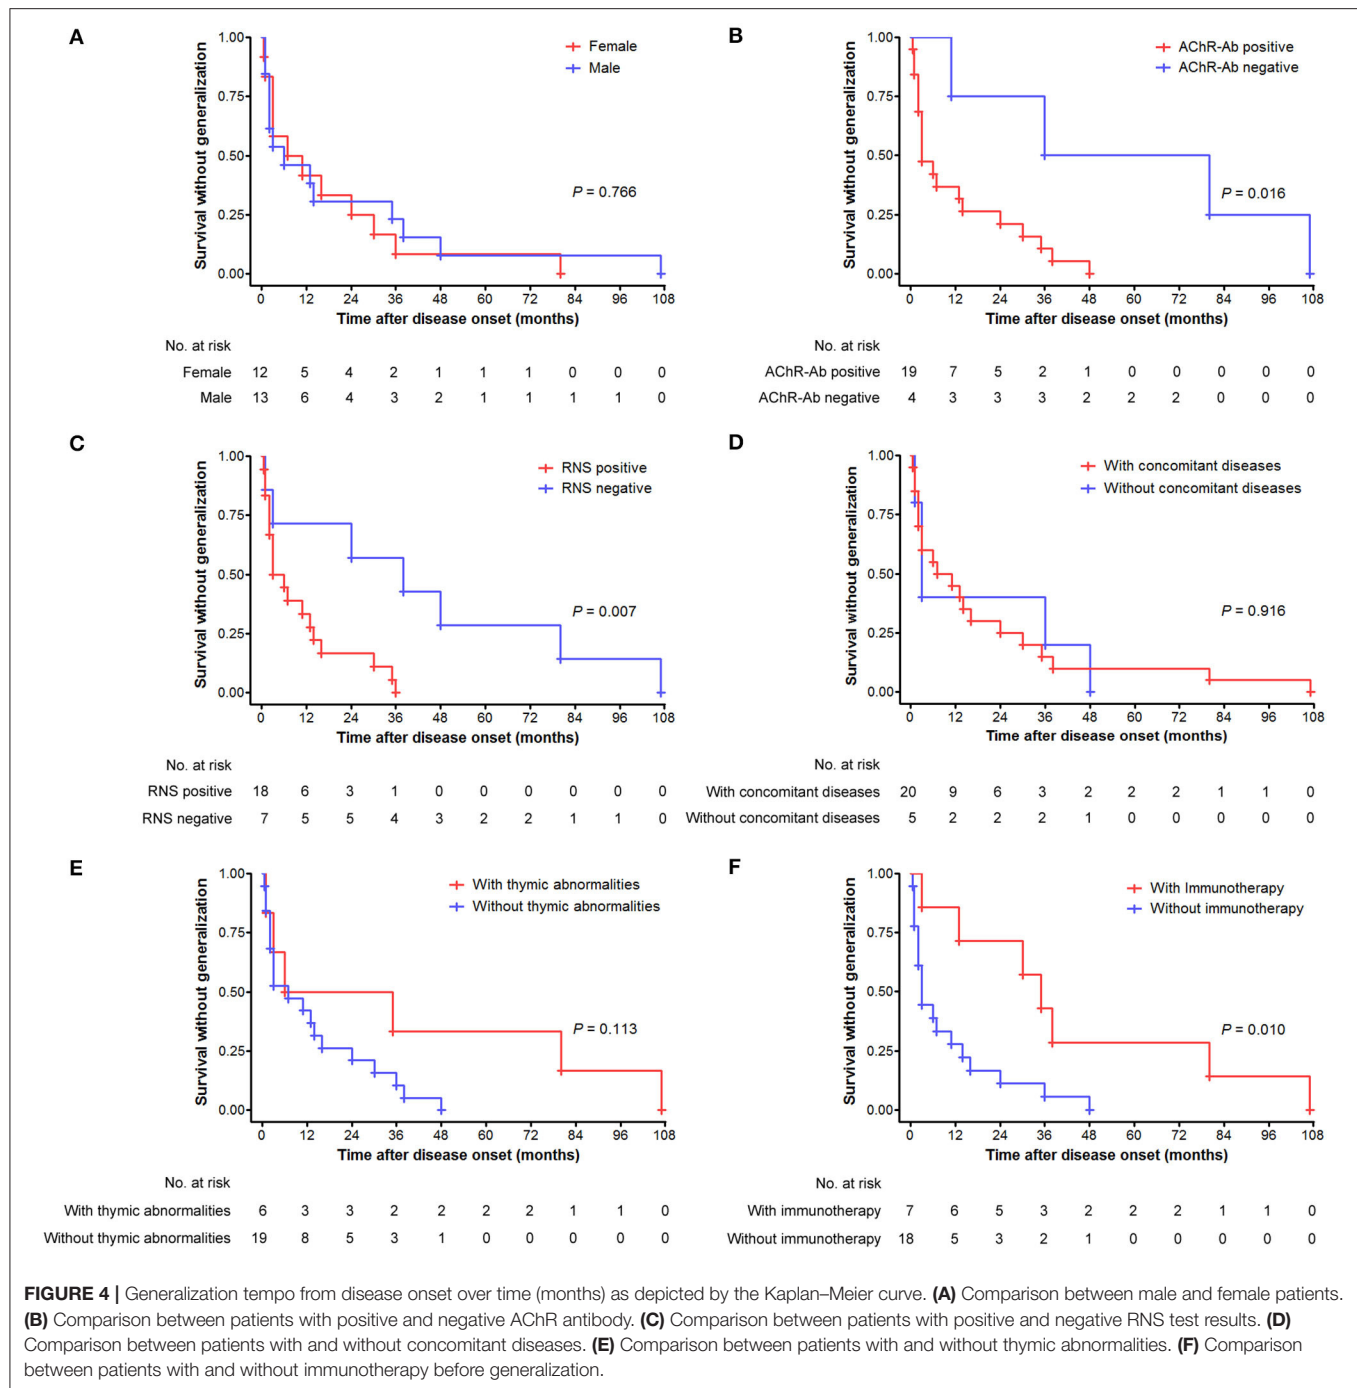 A
1.00
0.75
0.50
0.25
0.00
Survival without generalization
Female
Male
P = 0.766
0 12 24 36 48 60 72 84 96 108
Time after disease onset (months)
No. at risk
Female 12 5 4 2 1 1 1 0 0 0
Male 13 6 4 3 2 1 1 1 1 0
B
1.00
0.75
0.50
0.25
0.00
Survival without generalization
AChR-Ab positive
AChR-Ab negative
P = 0.016
0 12 24 36 48 60 72 84 96 108
Time after disease onset (months)
No. at risk
AChR-Ab positive 19 7 5 2 1 0 0 0 0 0
AChR-Ab negative 4 3 3 3 2 2 2 0 0 0
C
1.00
0.75
0.50
0.25
0.00
Survival without generalization
RNS positive
RNS negative
P = 0.007
0 12 24 36 48 60 72 84 96 108
Time after disease onset (months)
No. at risk
RNS positive 18 6 3 1 0 0 0 0 0 0
RNS negative 7 5 5 4 3 2 2 1 1 0
D
1.00
0.75
0.50
0.25
0.00
Survival without generalization
With concomitant diseases
Without concomitant diseases
P = 0.916
0 12 24 36 48 60 72 84 96 108
Time after disease onset (months)
No. at risk
With concomitant diseases 20 9 6 3 2 2 2 1 1 0
Without concomitant diseases 5 2 2 2 1 0 0 0 0 0
E
1.00
0.75
0.50
0.25
0.00
Survival without generalization
With thymic abnormalities
Without thymic abnormalities
P = 0.113
0 12 24 36 48 60 72 84 96 108
Time after disease onset (months)
No. at risk
With thymic abnormalities 6 3 3 2 2 2 2 1 1 0
Without thymic abnormalities 19 8 5 3 1 0 0 0 0 0
F
1.00
0.75
0.50
0.25
0.00
Survival without generalization
With Immunotherapy
Without immunotherapy
P = 0.010
0 12 24 36 48 60 72 84 96 108
Time after disease onset (months)
No. at risk
With immunotherapy 7 6 5 3 2 2 2 1 1 0
Without immunotherapy 18 5 3 2 1 0 0 0 0 0
FIGURE 4 | Generalization tempo from disease onset over time (months) as depicted by the Kaplan–Meier curve. (A) Comparison between male and female patients.
(B) Comparison between patients with positive and negative AChR antibody. (C) Comparison between patients with positive and negative RNS test results. (D)
Comparison between patients with and without concomitant diseases. (E) Comparison between patients with and without thymic abnormalities. (F) Comparison
between patients with and without immunotherapy before generalization.